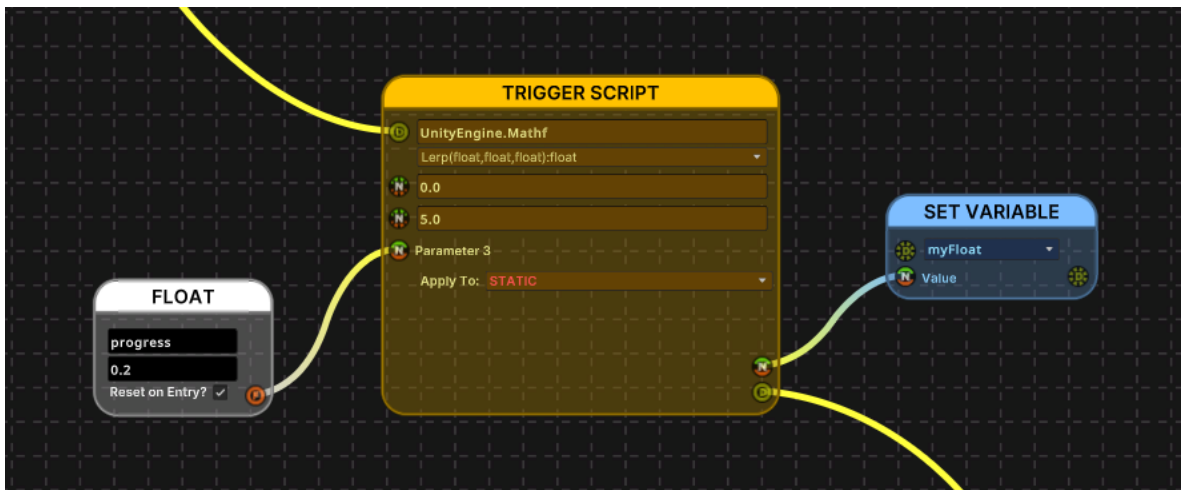 TRIGGER SCRIPT
D
UnityEngine.Mathf
Lerp(float,float,float):float
N
0.0
N
5.0
N
Parameter 3
Apply To: STATIC
N
D
FLOAT
progress
0.2
Reset on Entry?
SET VARIABLE
D
myFloat
N
Value
D